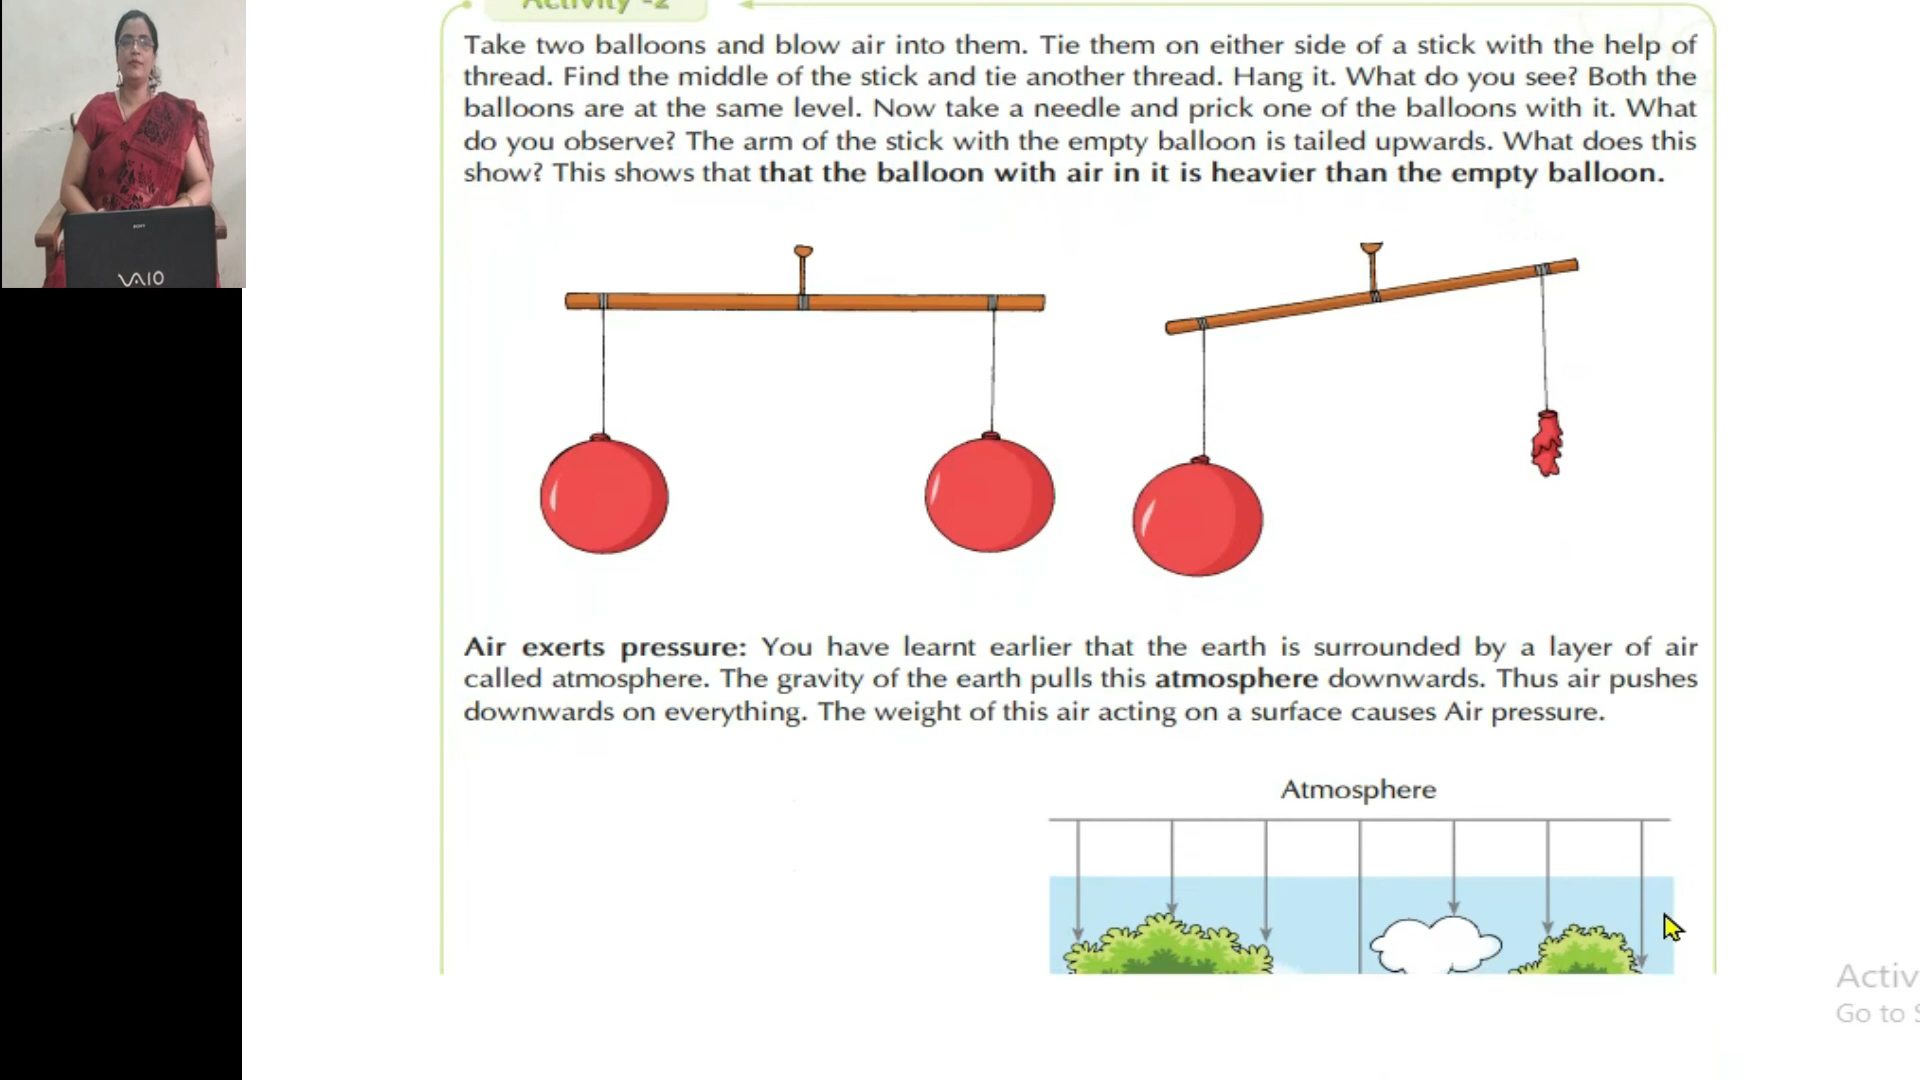 Activity -2
Take two balloons and blow air into them. Tie them on either side of a stick with the help of
thread. Find the middle of the stick and tie another thread. Hang it. What do you see? Both the
balloons are at the same level. Now take a needle and prick one of the balloons with it. What
do you observe? The arm of the stick with the empty balloon is tailed upwards. What does this
show? This shows that that the balloon with air in it is heavier than the empty balloon.
SONY
VAIO
Air exerts pressure: You have learnt earlier that the earth is surrounded by a layer of air
called atmosphere. The gravity of the earth pulls this atmosphere downwards. Thus air pushes
downwards on everything. The weight of this air acting on a surface causes Air pressure.
Atmosphere
Activ
Go to S